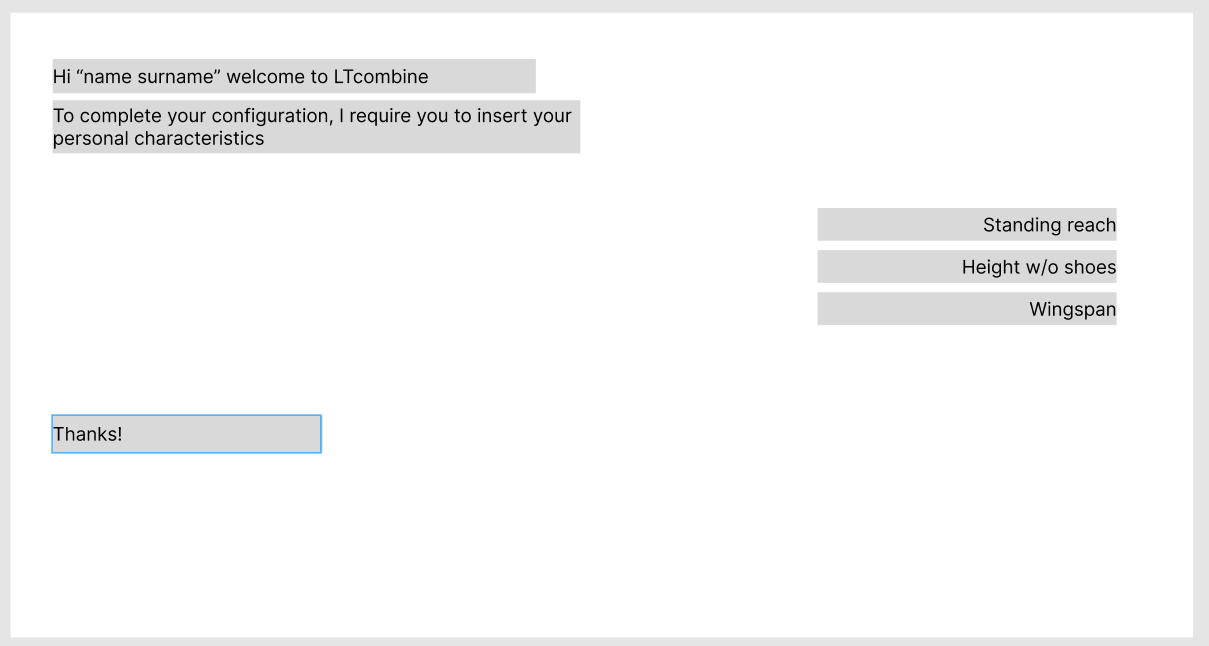 Hi “name surname” welcome to LTcombine
To complete your configuration, I require you to insert your
personal characteristics
Standing reach
Height w/o shoes
Wingspan
Thanks!